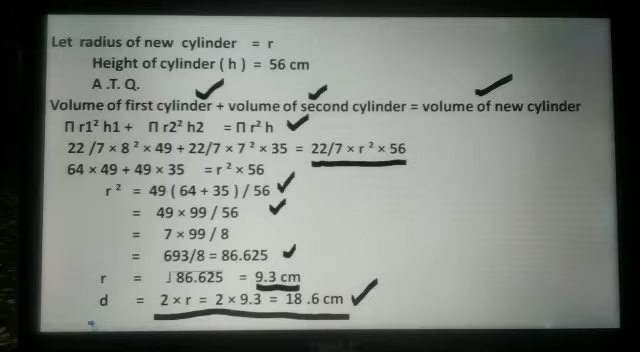 Let radius of new cylinder = r
Height of cylinder ( h ) = 56 cm
A .T. Q.
Volume of first cylinder + volume of second cylinder = volume of new cylinder
Π r1² h1 + Π r2² h2 = Π r² h
22 /7 × 8 ² × 49 + 22/7 × 7 ² × 35 = 22/7 × r ² × 56
64 × 49 + 49 × 35 = r ² × 56
r ² = 49 ( 64 + 35 ) / 56
= 49 × 99 / 56
= 7 × 99 / 8
= 693/8 = 86.625
r = √86.625 = 9.3 cm
d = 2 × r = 2 × 9.3 = 18 .6 cm